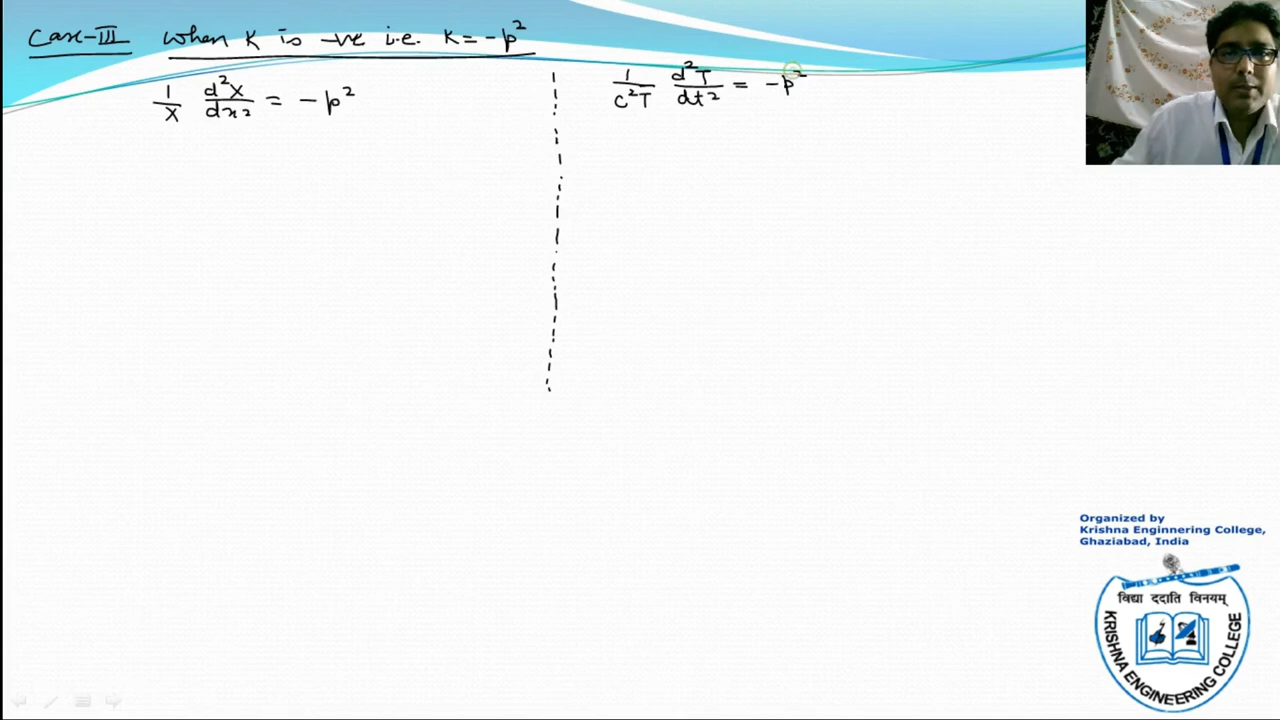 Case-III when K is -ve i.e. K = -p²
1/X d²X/dx² = -p²
1/c²T d²T/dt² = -p²
Organized by
Krishna Enginnering College,
Ghaziabad, India
विद्या ददाति विनयम्
KRISHNA ENGINEERING COLLEGE